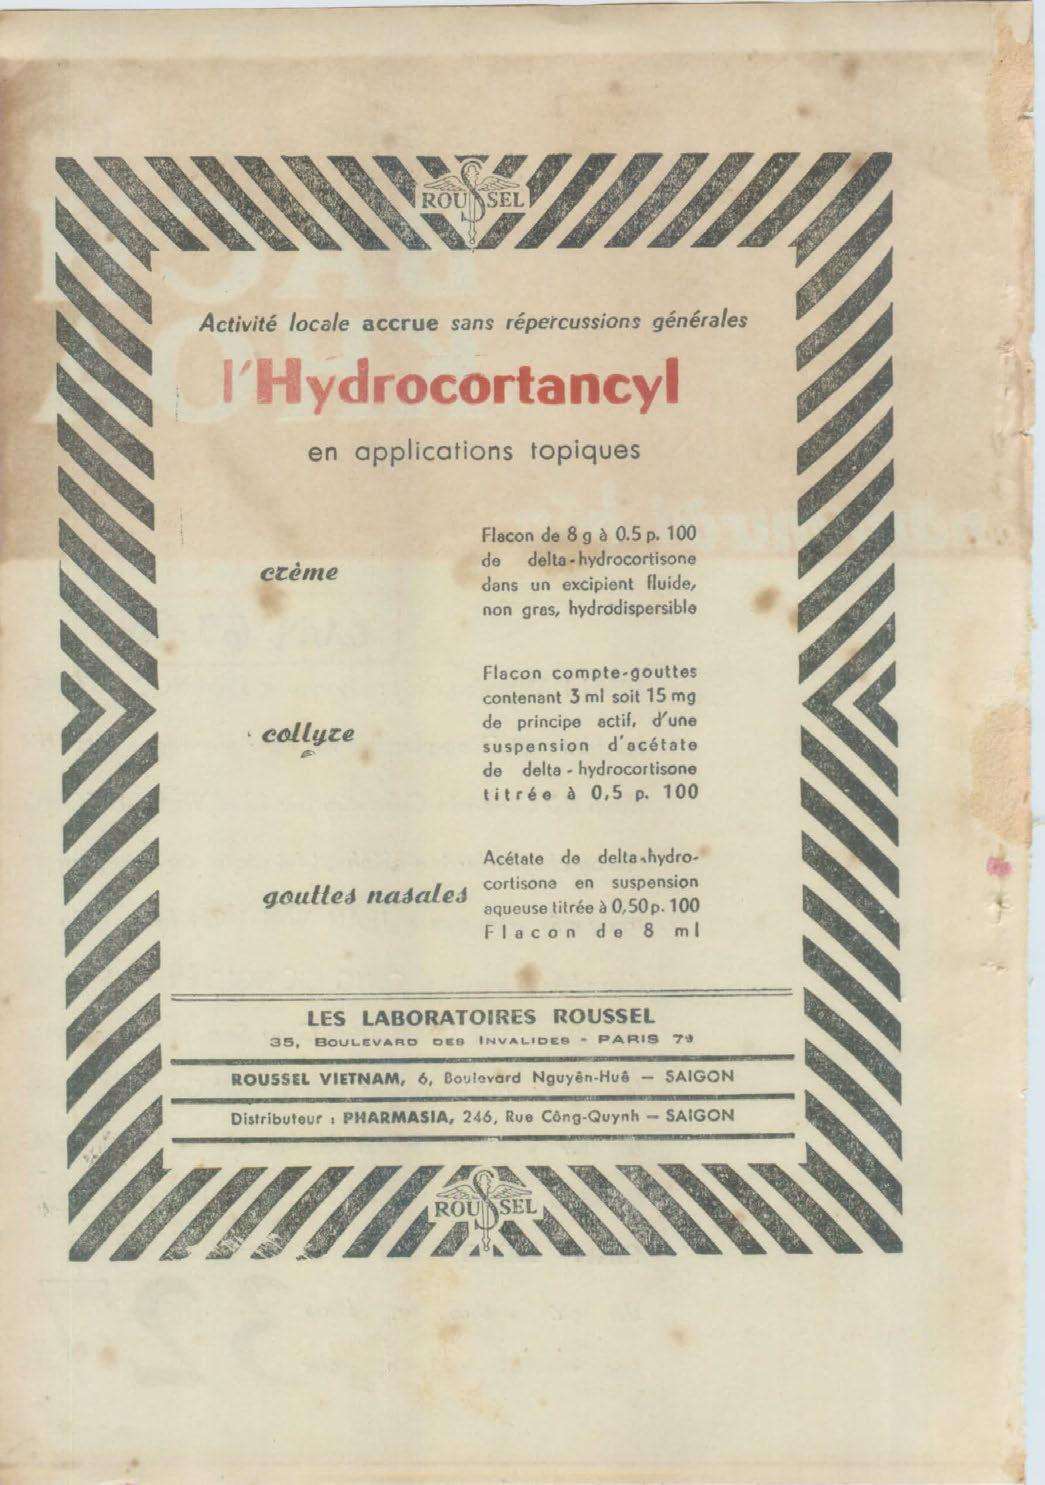 ROUSSEL
Activité locale accrue sans répercussions générales
l'Hydrocortancyl
en applications topiques
crème
Flacon de 8 g à 0.5 p. 100
de delta-hydrocortisone
dans un excipient fluide,
non gras, hydrodispersible
collyre
Flacon compte-gouttes
contenant 3 ml soit 15 mg
de principe actif, d'une
suspension d'acétate
de delta - hydrocortisone
titrée à 0,5 p. 100
gouttes nasales
Acétate de delta-hydro-
cortisone en suspension
aqueuse titrée à 0,50 p. 100
Flacon de 8 ml
LES LABORATOIRES ROUSSEL
35, BOULEVARD DES INVALIDES - PARIS 7e
ROUSSEL VIETNAM, 6, Boulevard Nguyên-Huê — SAIGON
Distributeur : PHARMASIA, 246, Rue Công-Quynh — SAIGON
ROUSSEL